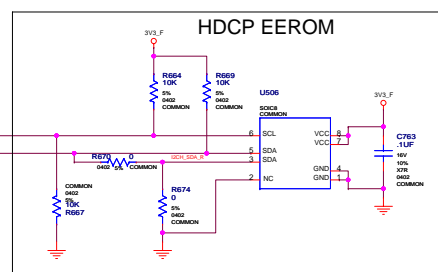 HDCP EEROM
3V3_F
R664
10K
5%
0402
COMMON
R669
10K
5%
0402
COMMON
U506
SOIC8
COMMON
6 SCL
5 SDA
3 SDA
2 NC
VCC 8
VCC 7
GND 4
GND 1
3V3_F
C763
.1UF
16V
10%
X7R
0402
COMMON
R670 0
0402 5% COMMON
I2CH_SDA_R
COMMON
0402
5%
10K
R667
R674
0
5%
0402
COMMON